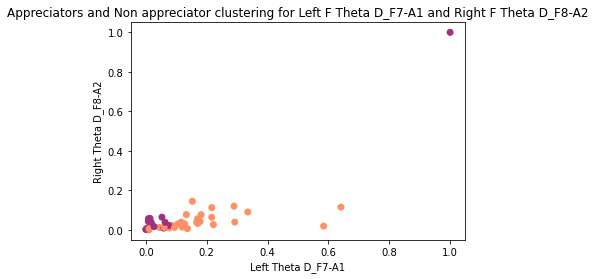 Appreciators and Non appreciator clustering for Left F Theta D_F7-A1 and Right F Theta D_F8-A2
1.0
0.8
0.6
0.4
0.2
0.0
Right Theta D_F8-A2
0.0 0.2 0.4 0.6 0.8 1.0
Left Theta D_F7-A1